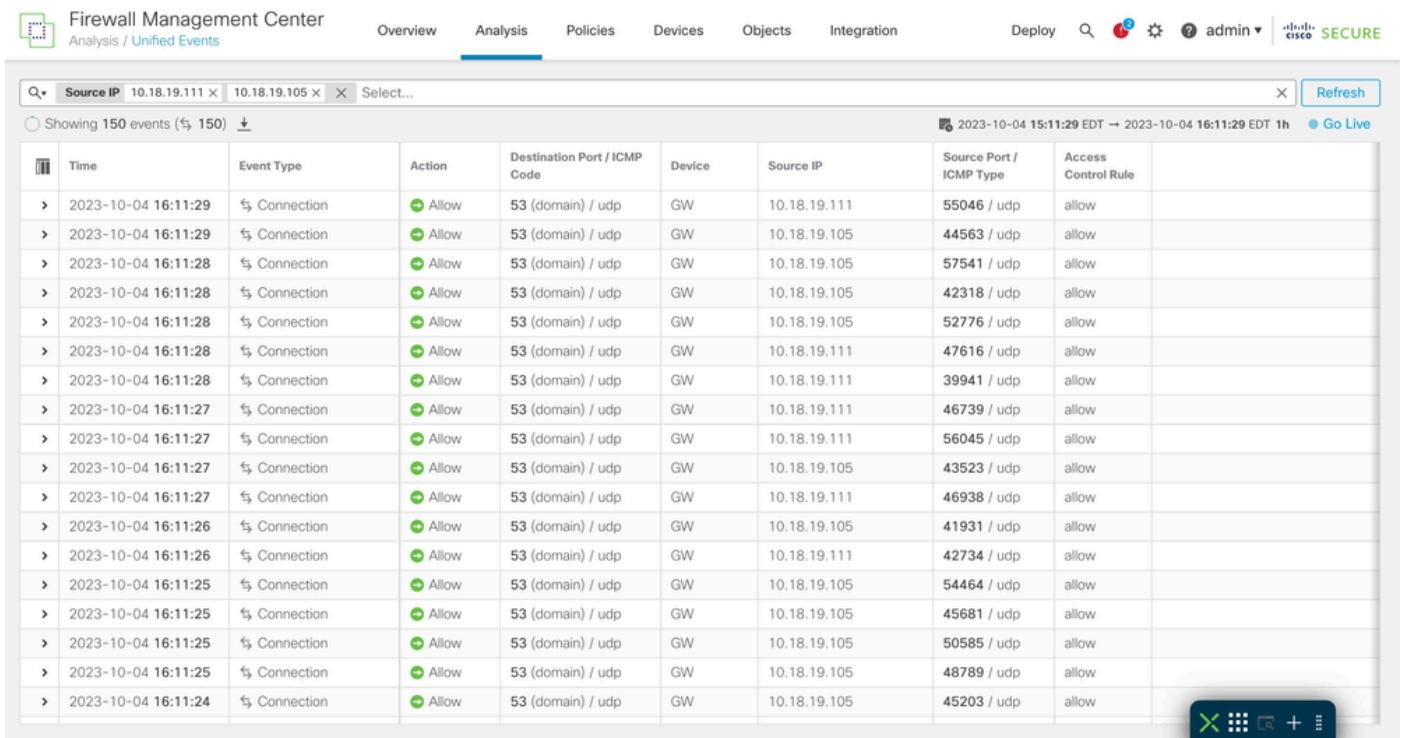 Firewall Management Center
Analysis / Unified Events
Overview Analysis Policies Devices Objects Integration Deploy 2 admin cisco SECURE
Source IP 10.18.19.111 × 10.18.19.105 × × Select... × Refresh
Showing 150 events (150) 2023-10-04 15:11:29 EDT → 2023-10-04 16:11:29 EDT 1h Go Live
Time Event Type Action Destination Port / ICMP Code Device Source IP Source Port / ICMP Type Access Control Rule
2023-10-04 16:11:29 Connection Allow 53 (domain) / udp GW 10.18.19.111 55046 / udp allow
2023-10-04 16:11:29 Connection Allow 53 (domain) / udp GW 10.18.19.105 44563 / udp allow
2023-10-04 16:11:28 Connection Allow 53 (domain) / udp GW 10.18.19.105 57541 / udp allow
2023-10-04 16:11:28 Connection Allow 53 (domain) / udp GW 10.18.19.105 42318 / udp allow
2023-10-04 16:11:28 Connection Allow 53 (domain) / udp GW 10.18.19.105 52776 / udp allow
2023-10-04 16:11:28 Connection Allow 53 (domain) / udp GW 10.18.19.111 47616 / udp allow
2023-10-04 16:11:28 Connection Allow 53 (domain) / udp GW 10.18.19.111 39941 / udp allow
2023-10-04 16:11:27 Connection Allow 53 (domain) / udp GW 10.18.19.111 46739 / udp allow
2023-10-04 16:11:27 Connection Allow 53 (domain) / udp GW 10.18.19.111 56045 / udp allow
2023-10-04 16:11:27 Connection Allow 53 (domain) / udp GW 10.18.19.105 43523 / udp allow
2023-10-04 16:11:27 Connection Allow 53 (domain) / udp GW 10.18.19.111 46938 / udp allow
2023-10-04 16:11:26 Connection Allow 53 (domain) / udp GW 10.18.19.105 41931 / udp allow
2023-10-04 16:11:26 Connection Allow 53 (domain) / udp GW 10.18.19.111 42734 / udp allow
2023-10-04 16:11:25 Connection Allow 53 (domain) / udp GW 10.18.19.105 54464 / udp allow
2023-10-04 16:11:25 Connection Allow 53 (domain) / udp GW 10.18.19.105 45681 / udp allow
2023-10-04 16:11:25 Connection Allow 53 (domain) / udp GW 10.18.19.105 50585 / udp allow
2023-10-04 16:11:25 Connection Allow 53 (domain) / udp GW 10.18.19.105 48789 / udp allow
2023-10-04 16:11:24 Connection Allow 53 (domain) / udp GW 10.18.19.105 45203 / udp allow